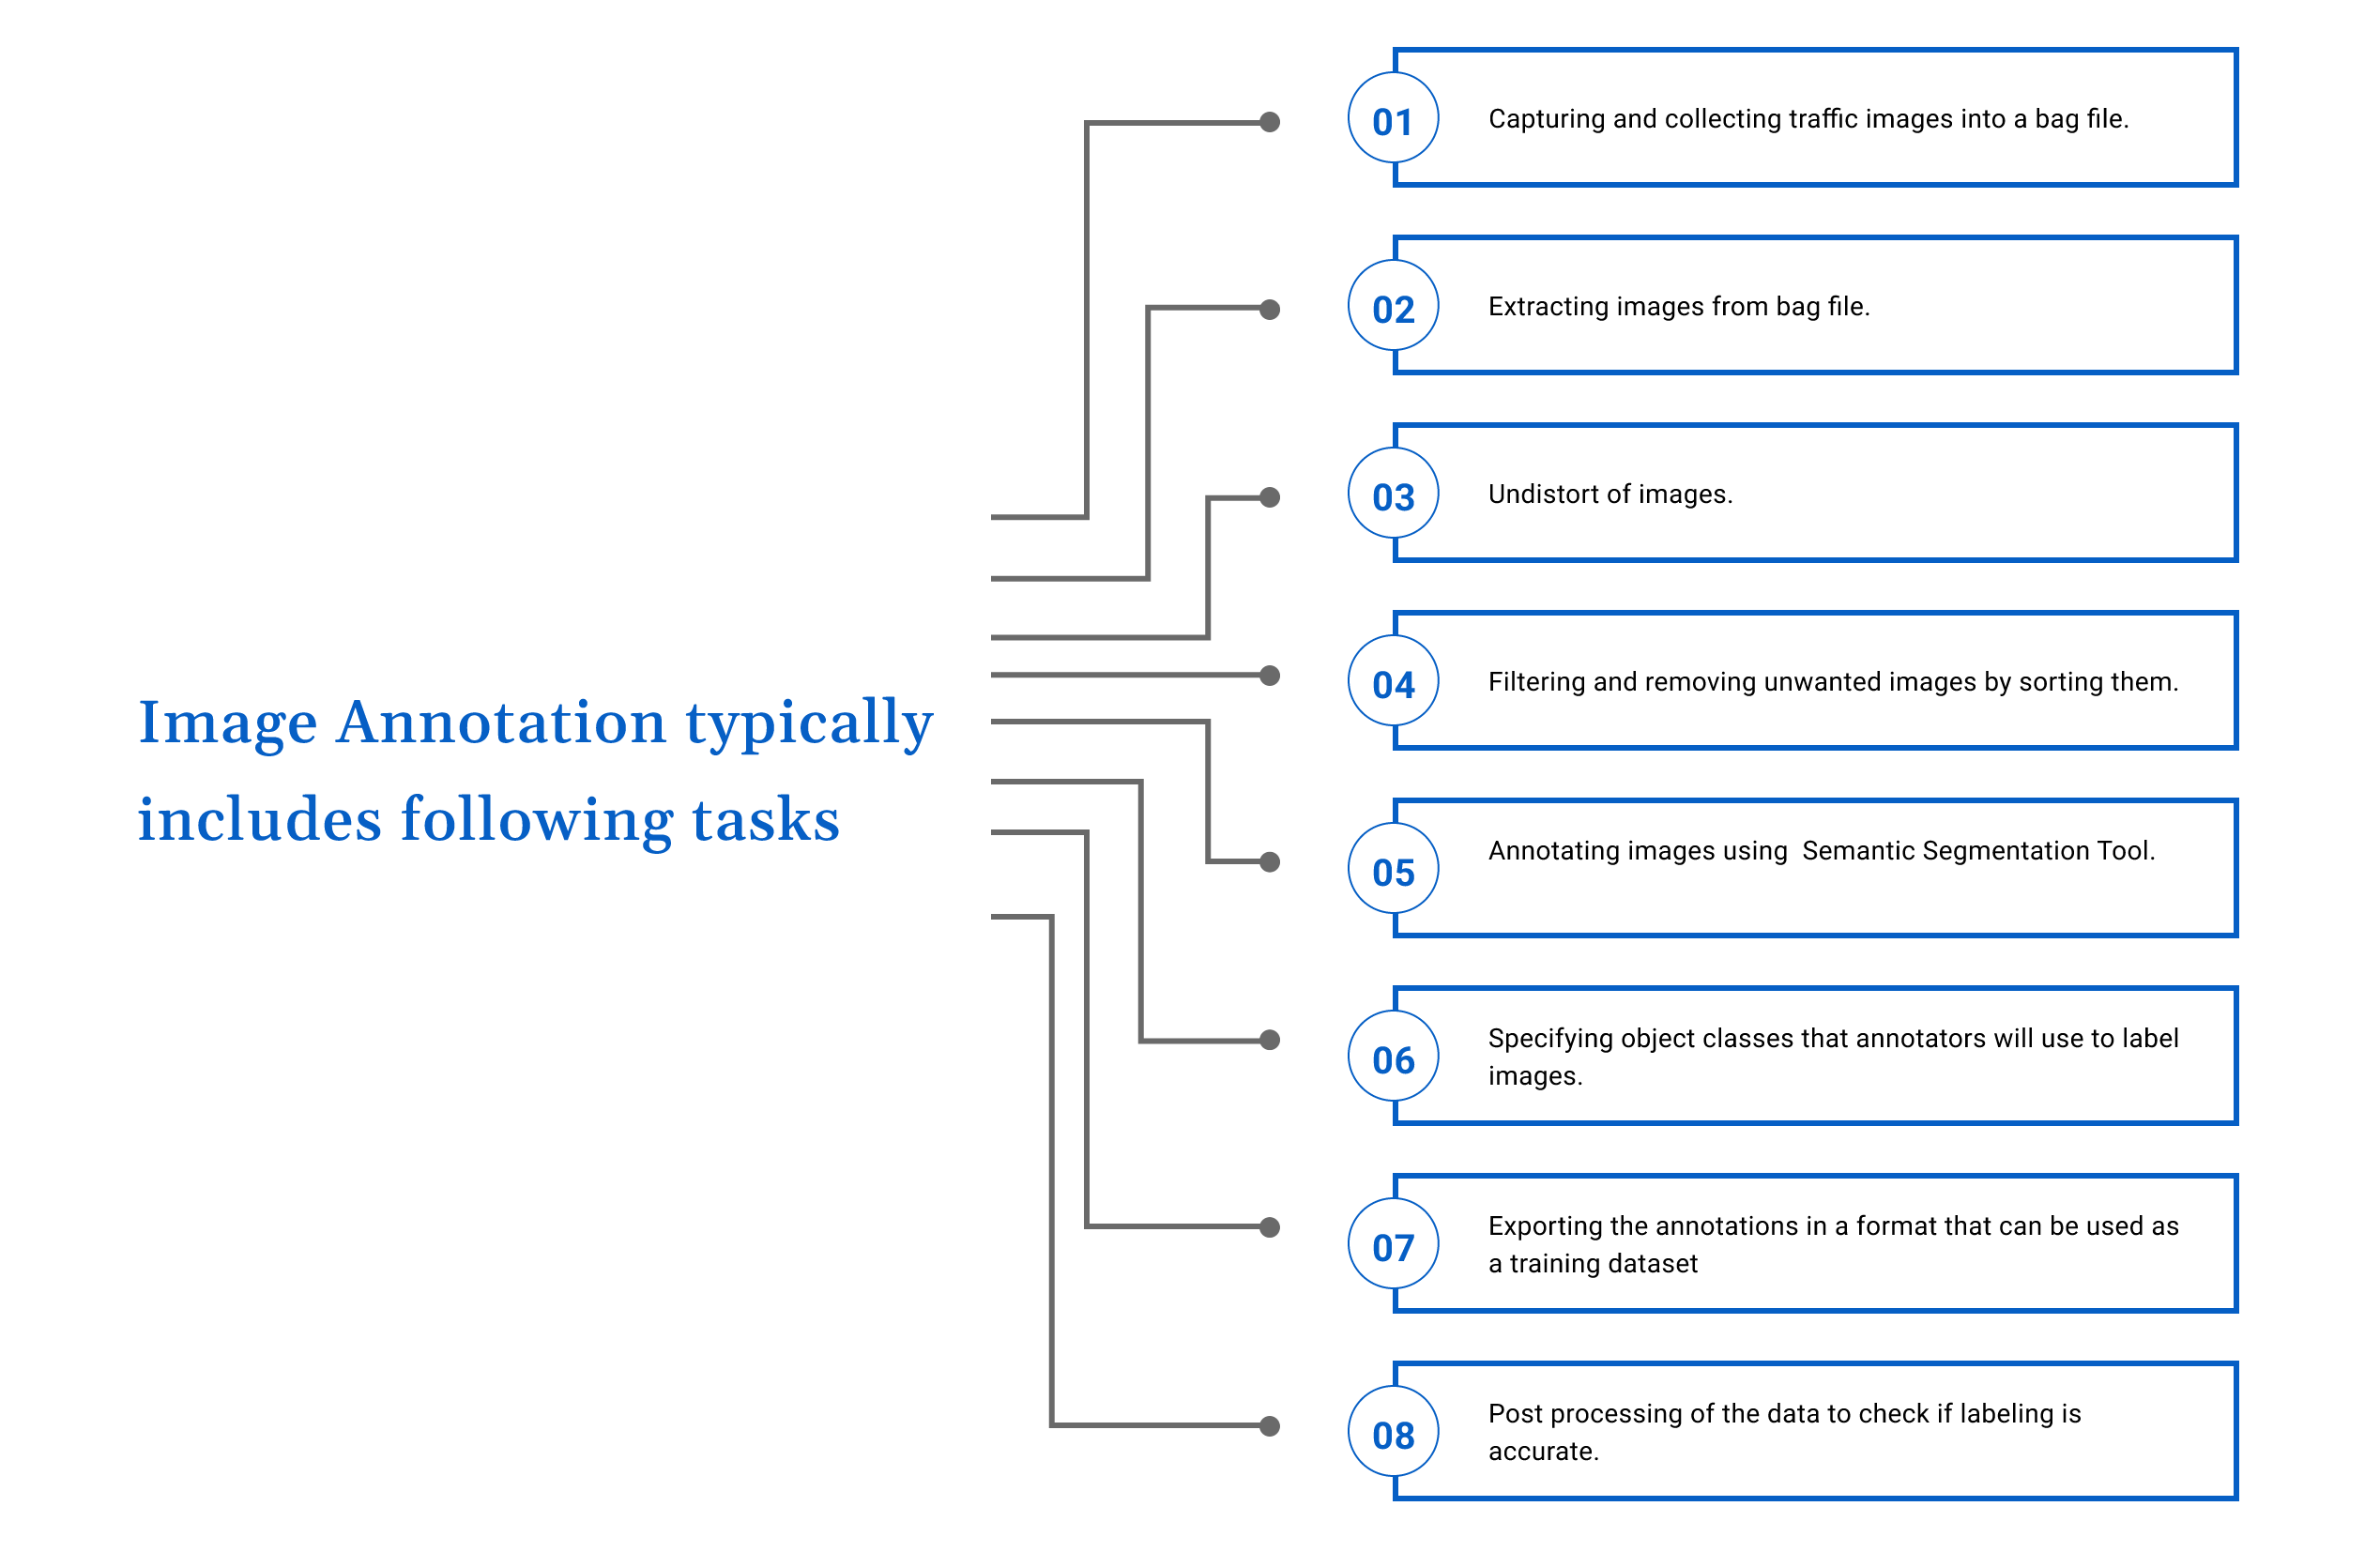 Image Annotation typically
includes following tasks
01
Capturing and collecting traffic images into a bag file.
02
Extracting images from bag file.
03
Undistort of images.
04
Filtering and removing unwanted images by sorting them.
05
Annotating images using  Semantic Segmentation Tool.
06
Specifying object classes that annotators will use to label
images.
07
Exporting the annotations in a format that can be used as
a training dataset
08
Post processing of the data to check if labeling is
accurate.